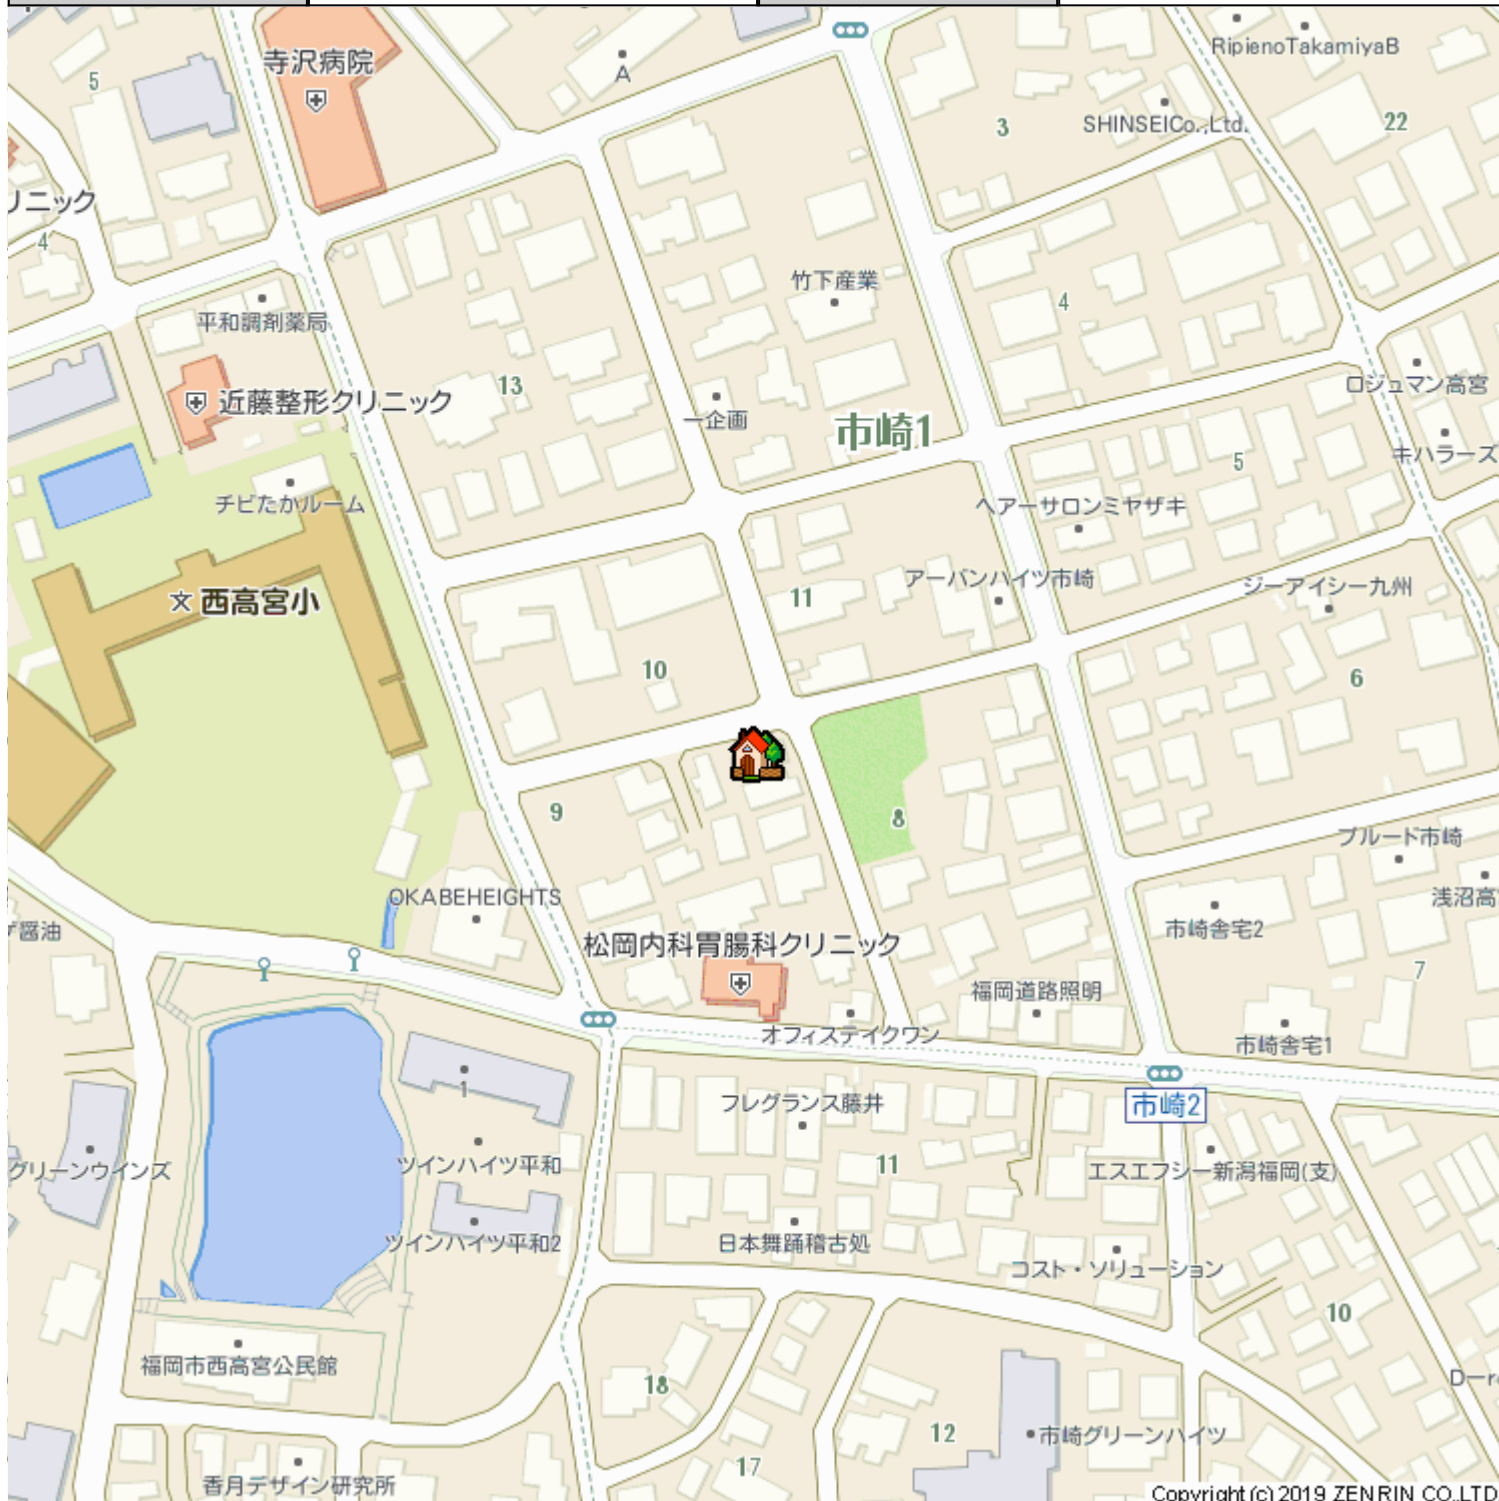 寺沢病院
A
RipienoTakamiyaB
5
3
SHINSEICo.,Ltd.
22
リニック
4
竹下産業
4
平和調剤薬局
13
近藤整形クリニック
一企画
市崎1
ロジュマン高宮
キハラーズ
5
チビたかルーム
ヘアーサロンミヤザキ
西高宮小
文
11
アーバンハイツ市崎
ジーアイシー九州
10
6
9
8
ブルード市崎
OKABEHEIGHTS
浅沼高
醤油
市崎舎宅2
松岡内科胃腸科クリニック
7
福岡道路照明
オフィステイクワン
市崎舎宅1
1
フレグランス藤井
市崎2
グリーンウインズ
ツインハイツ平和
11
エスエフシー新潟福岡(支)
ツインハイツ平和2
日本舞踊稽古処
コスト・ソリューション
10
福岡市西高宮公民館
18
D-r
12
市崎グリーンハイツ
17
香月デザイン研究所
Copyright (c) 2019 ZENRIN CO.,LTD